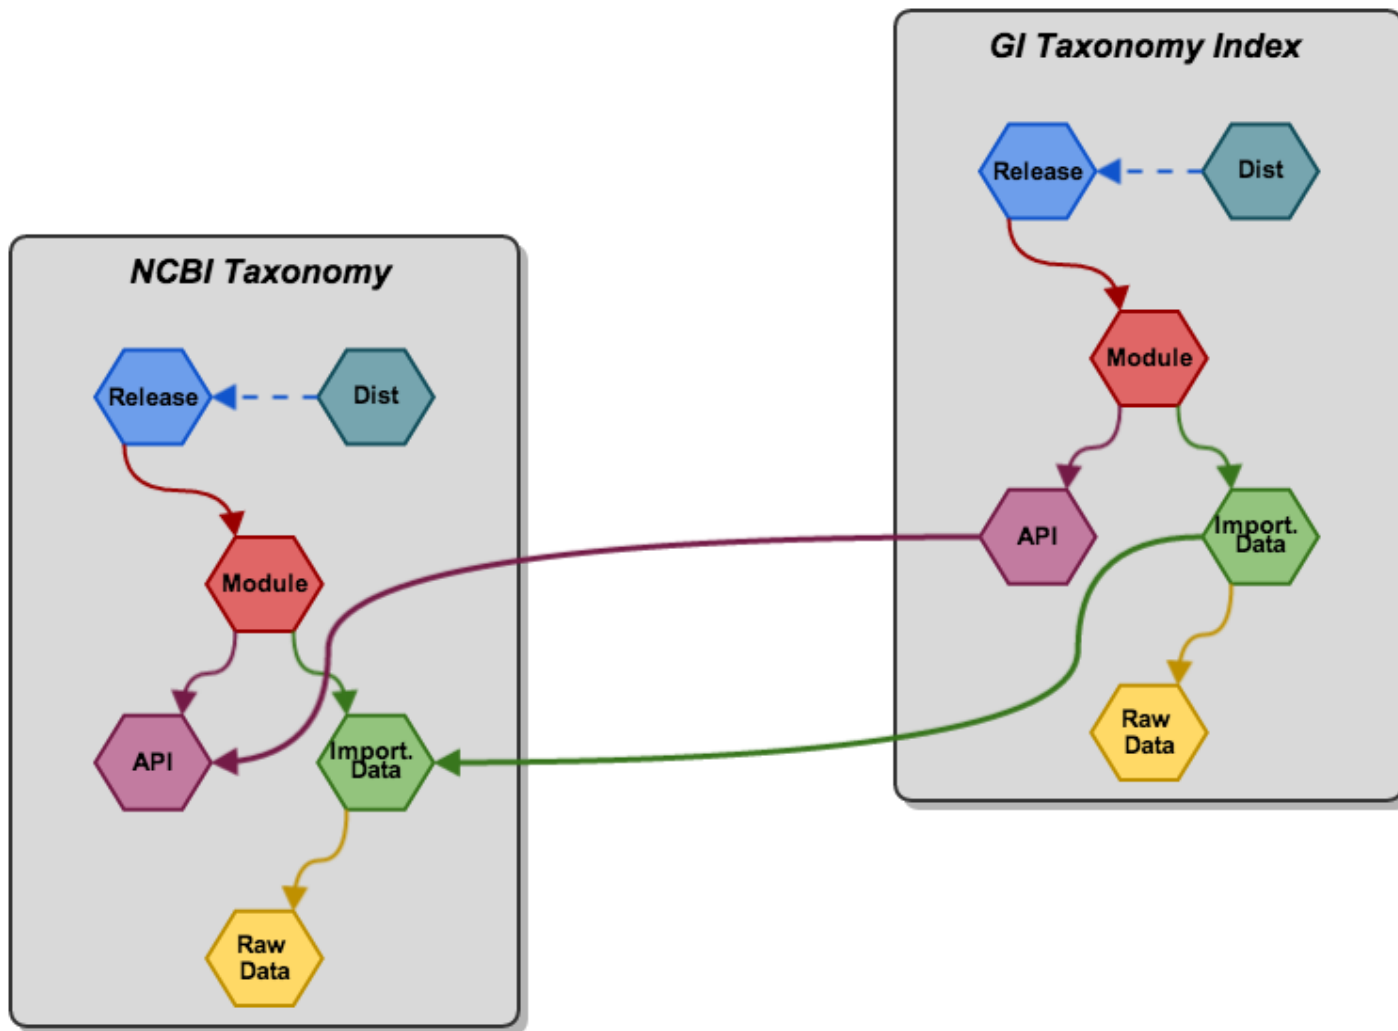 GI Taxonomy Index
Release
Dist
Module
API
Import.
Data
Raw
Data
NCBI Taxonomy
Release
Dist
Module
API
Import.
Data
Raw
Data